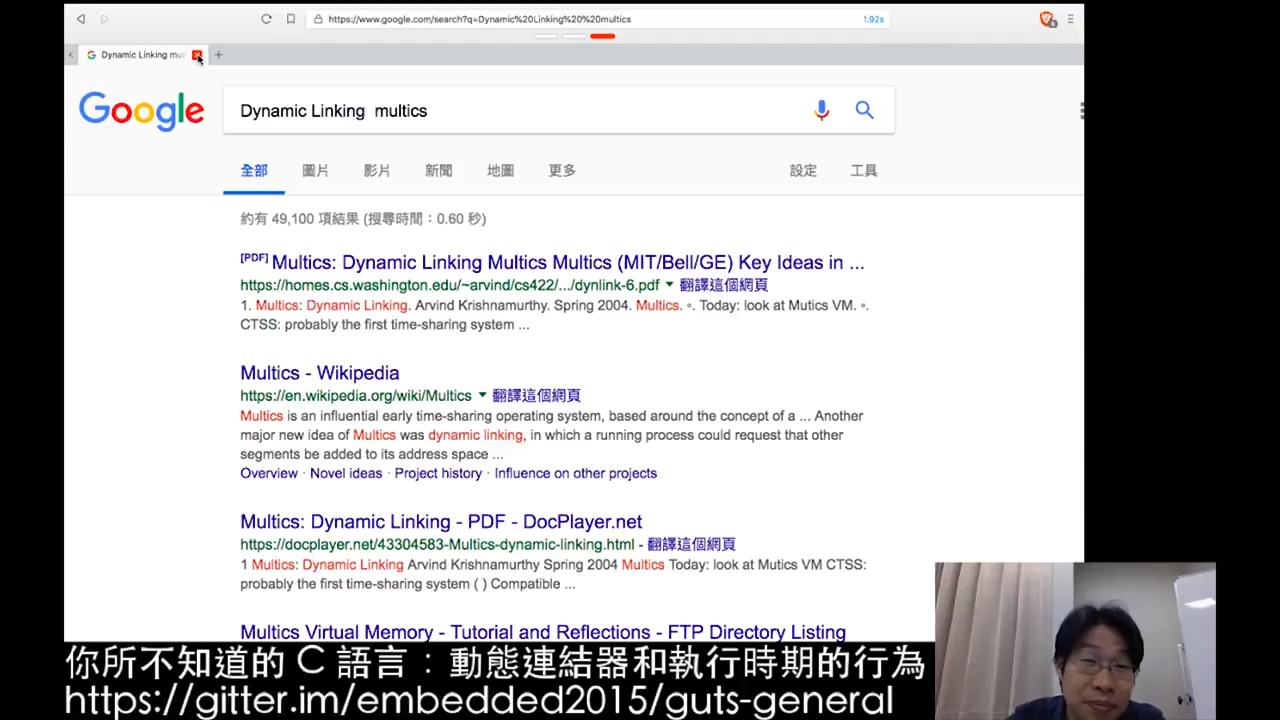 https://www.google.com/search?q=Dynamic%20Linking%20%20multics
1.92s
Dynamic Linking mul
Google
Dynamic Linking  multics
全部 圖片 影片 新聞 地圖 更多 設定 工具
約有 49,100 項結果 (搜尋時間：0.60 秒)
[PDF] Multics: Dynamic Linking Multics Multics (MIT/Bell/GE) Key Ideas in ...
https://homes.cs.washington.edu/~arvind/cs422/.../dynlink-6.pdf ▼ 翻譯這個網頁
1. Multics: Dynamic Linking. Arvind Krishnamurthy. Spring 2004. Multics. ▫. Today: look at Mutics VM. ▫.
CTSS: probably the first time-sharing system ...
Multics - Wikipedia
https://en.wikipedia.org/wiki/Multics ▼ 翻譯這個網頁
Multics is an influential early time-sharing operating system, based around the concept of a ... Another
major new idea of Multics was dynamic linking, in which a running process could request that other
segments be added to its address space ...
Overview · Novel ideas · Project history · Influence on other projects
Multics: Dynamic Linking - PDF - DocPlayer.net
https://docplayer.net/43304583-Multics-dynamic-linking.html - 翻譯這個網頁
1 Multics: Dynamic Linking Arvind Krishnamurthy Spring 2004 Multics Today: look at Mutics VM CTSS:
probably the first time-sharing system ( ) Compatible ...
Multics Virtual Memory - Tutorial and Reflections - FTP Directory Listing
你所不知道的 C 語言：動態連結器和執行時期的行為
https://gitter.im/embedded2015/guts-general